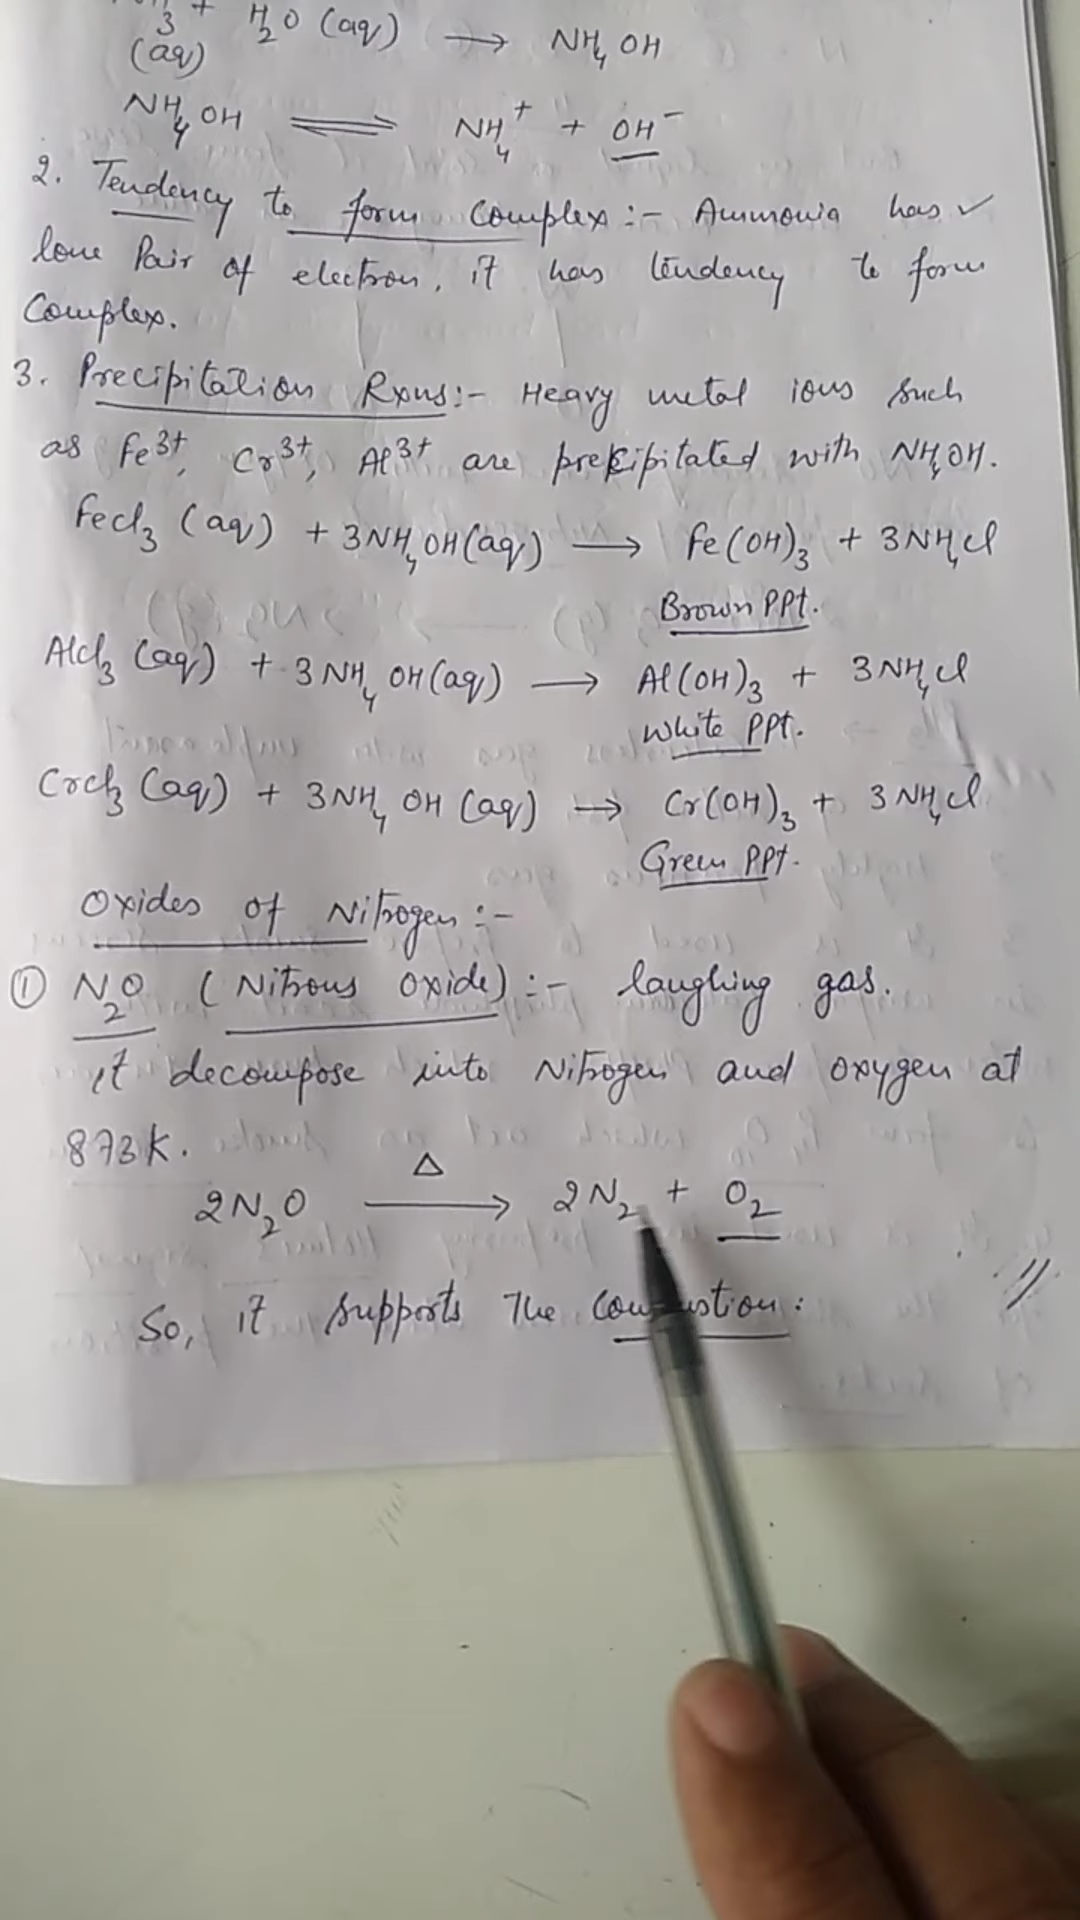 3 + H2O (aq) → NH4OH
(aq)
NH4OH ⇌ NH4+ + OH-
2. Tendency to form Complex:- Ammonia has ✓
lone Pair of electron, it has tendency to form
Complex.
3. Precipitation Rxns:- Heavy metal ions such
as Fe3+, Cr3+, Al3+ are precipitated with NH4OH.
FeCl3 (aq) + 3NH4OH(aq) → Fe(OH)3 + 3NH4Cl
Brown PPt.
AlCl3 (aq) + 3NH4OH(aq) → Al(OH)3 + 3NH4Cl
White PPt.
CrCl3 (aq) + 3NH4OH (aq) → Cr(OH)3 + 3NH4Cl
Green PPt.
Oxides of Nitrogen:-
① N2O (Nitrous Oxide):- laughing gas.
it decompose into Nitrogen and oxygen at
873K.
Δ
2N2O → 2N2 + O2
So, it supports The